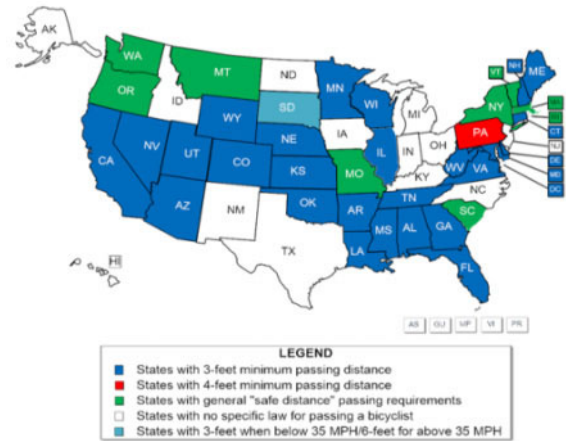 AK
WA
MT
ND
MN
VT
NH
ME
OR
ID
WY
SD
WI
MI
NY
MA
RI
CT
NJ
DE
MD
DC
NV
UT
CO
NE
IA
IL
IN
OH
PA
CA
KS
MO
KY
WV
VA
AZ
NM
OK
AR
TN
NC
SC
TX
LA
MS
AL
GA
FL
HI
AS
GU
MP
VI
PR
LEGEND
States with 3-feet minimum passing distance
States with 4-feet minimum passing distance
States with general "safe distance" passing requirements
States with no specific law for passing a bicyclist
States with 3-feet when below 35 MPH/6-feet for above 35 MPH